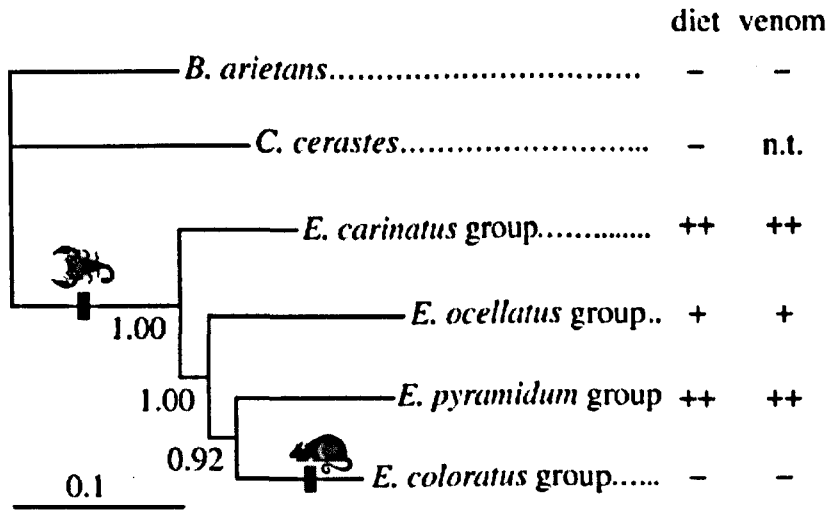 diet venom
B. arietans.................................. – –
C. cerastes........................... – n.t.
E. carinatus group.............. ++ ++
E. ocellatus group.. + +
1.00
E. pyramidum group ++ ++
1.00
0.92
E. coloratus group...... – –
0.1